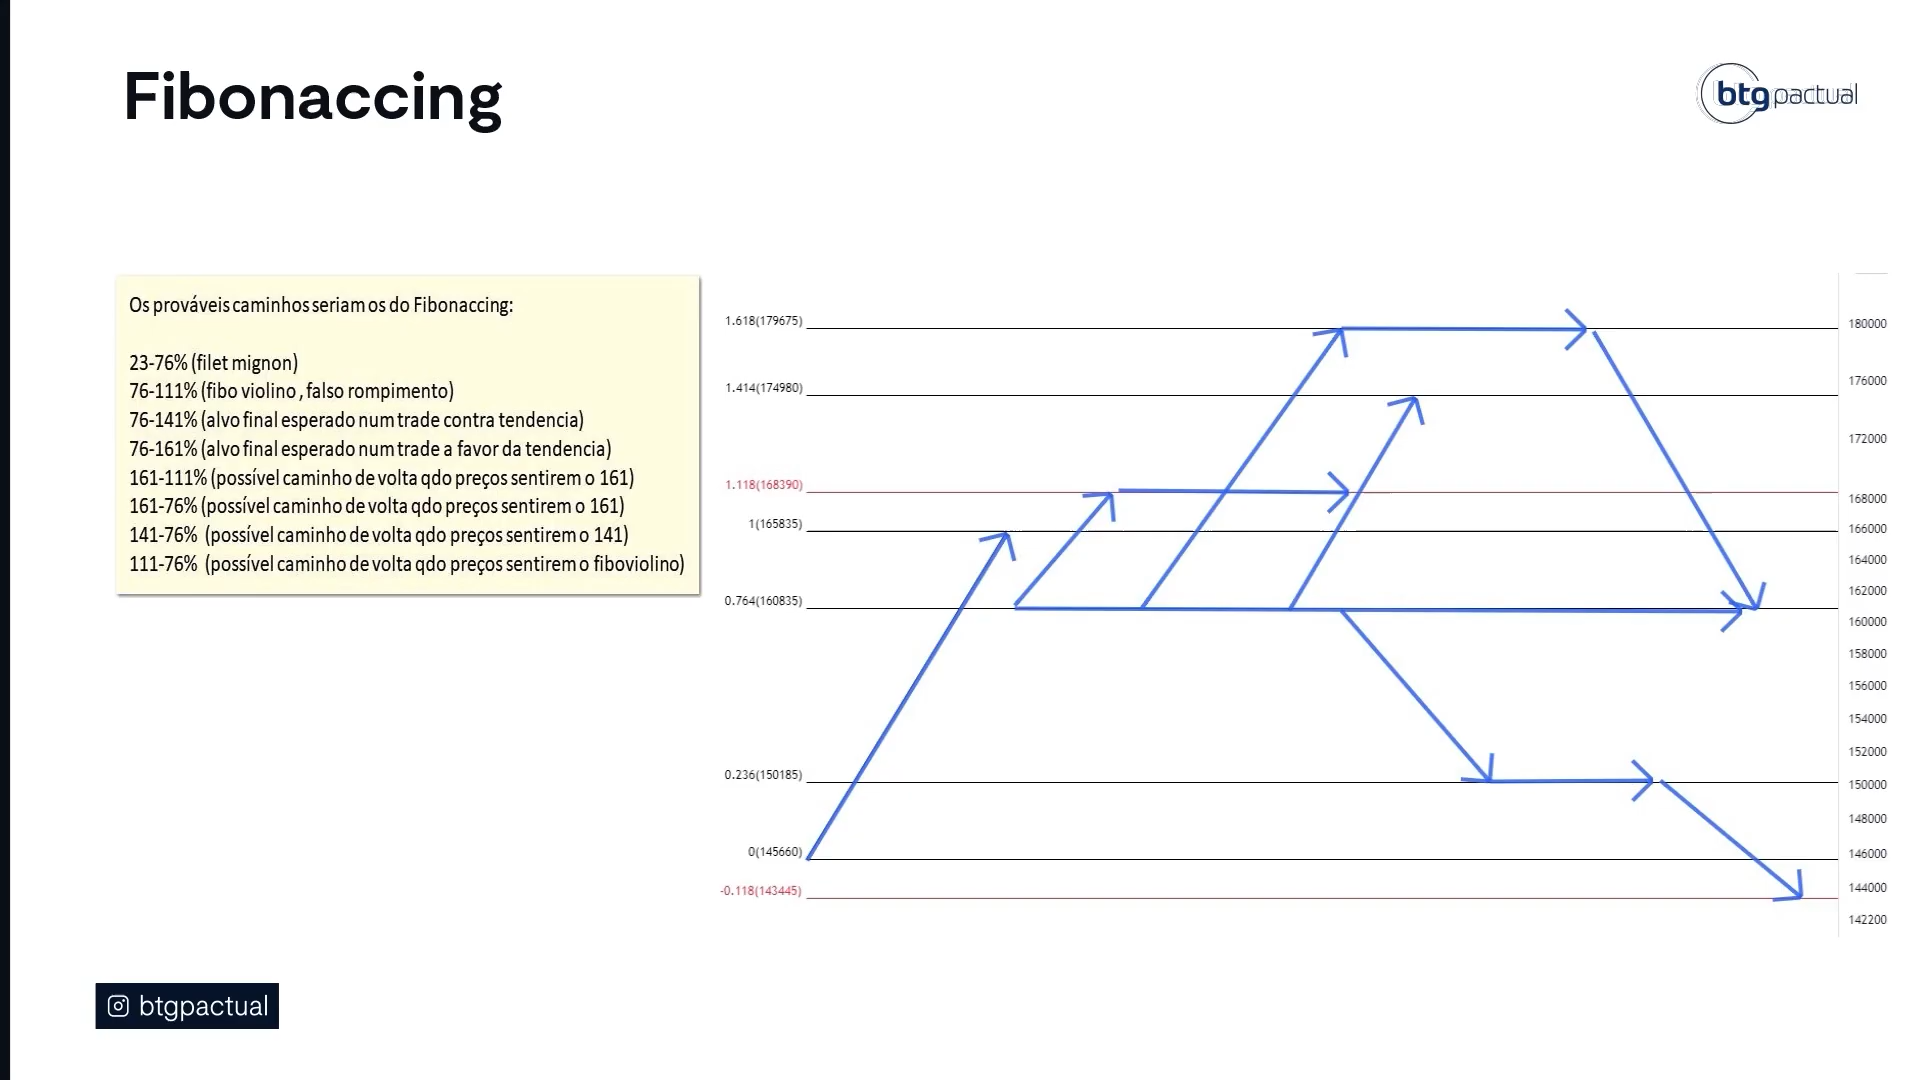 Fibonaccing
btgpactual
Os prováveis caminhos seriam os do Fibonaccing:
23-76% (filet mignon)
76-111% (fibo violino , falso rompimento)
76-141% (alvo final esperado num trade contra tendencia)
76-161% (alvo final esperado num trade a favor da tendencia)
161-111% (possível caminho de volta qdo preços sentirem o 161)
161-76% (possível caminho de volta qdo preços sentirem o 161)
141-76% (possível caminho de volta qdo preços sentirem o 141)
111-76% (possível caminho de volta qdo preços sentirem o fiboviolino)
1.618(179675)
1.414(174980)
1.118(168390)
1(165835)
0.764(160835)
0.236(150185)
0(145660)
-0.118(143445)
180000
176000
172000
168000
166000
164000
162000
160000
158000
156000
154000
152000
150000
148000
146000
144000
142200
btgpactual